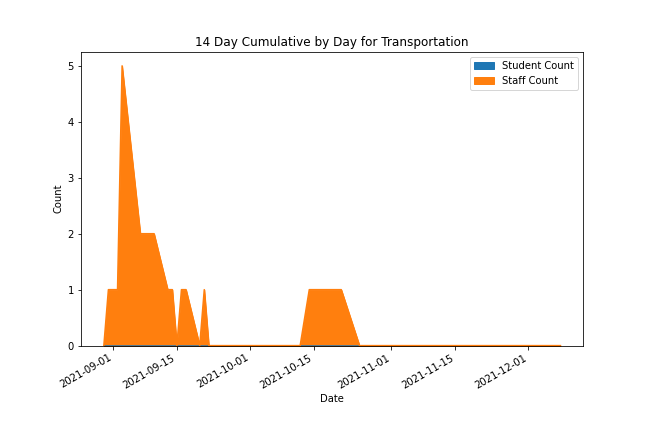 14 Day Cumulative by Day for Transportation
Student Count
Staff Count
Count
5
4
3
2
1
0
2021-09-01
2021-09-15
2021-10-01
2021-10-15
2021-11-01
2021-11-15
2021-12-01
Date